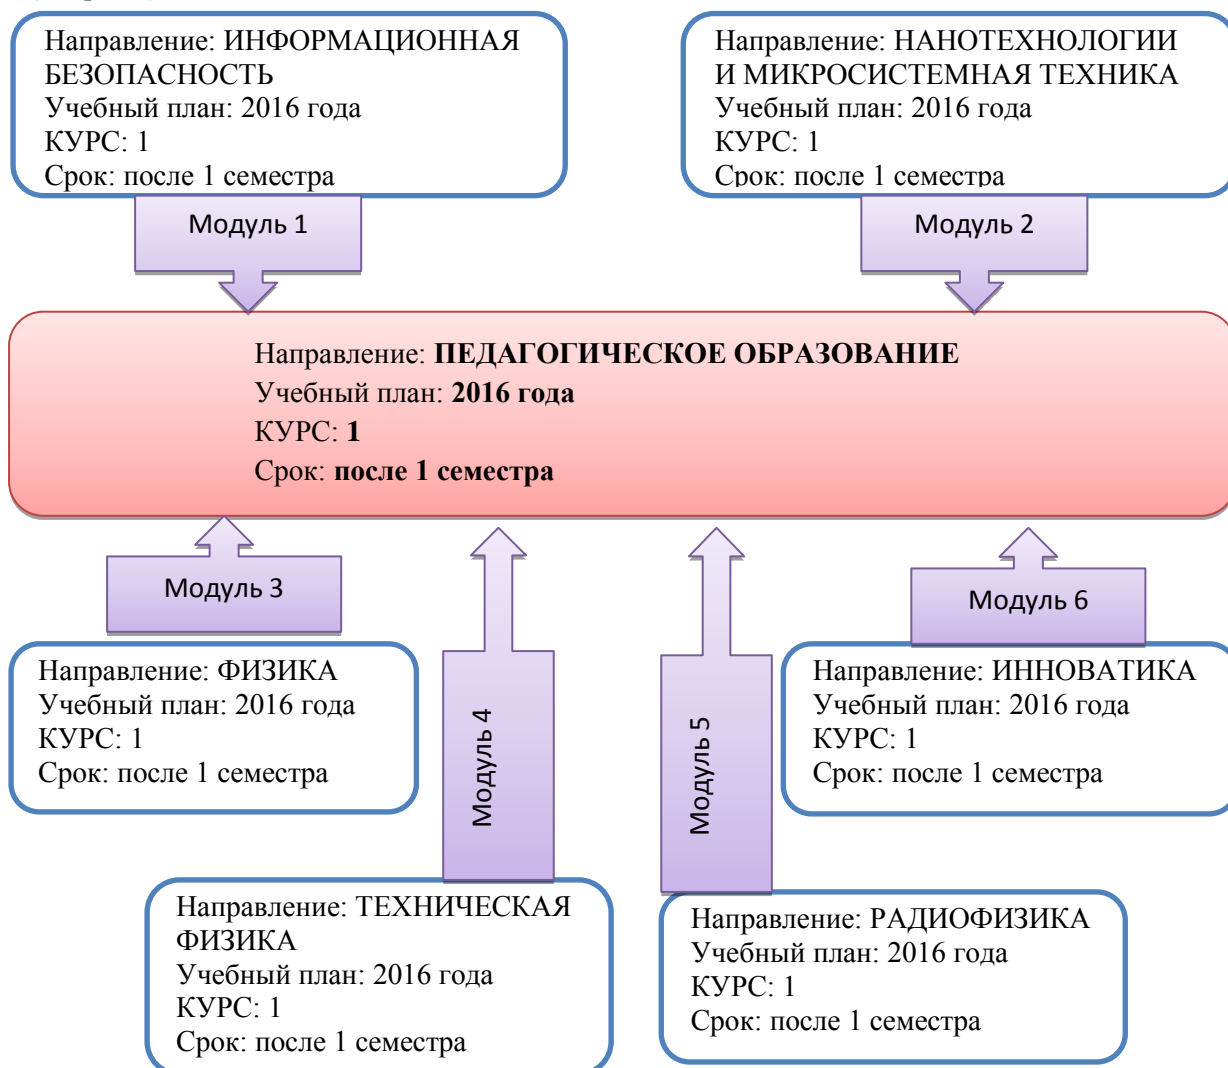 Направление: ИНФОРМАЦИОННАЯ
БЕЗОПАСНОСТЬ
Учебный план: 2016 года
КУРС: 1
Срок: после 1 семестра
Направление: НАНОТЕХНОЛОГИИ
И МИКРОСИСТЕМНАЯ ТЕХНИКА
Учебный план: 2016 года
КУРС: 1
Срок: после 1 семестра
Модуль 1
Модуль 2
Направление: ПЕДАГОГИЧЕСКОЕ ОБРАЗОВАНИЕ
Учебный план: 2016 года
КУРС: 1
Срок: после 1 семестра
Модуль 3
Модуль 4
Модуль 5
Модуль 6
Направление: ФИЗИКА
Учебный план: 2016 года
КУРС: 1
Срок: после 1 семестра
Направление: ИННОВАТИКА
Учебный план: 2016 года
КУРС: 1
Срок: после 1 семестра
Направление: ТЕХНИЧЕСКАЯ
ФИЗИКА
Учебный план: 2016 года
КУРС: 1
Срок: после 1 семестра
Направление: РАДИОФИЗИКА
Учебный план: 2016 года
КУРС: 1
Срок: после 1 семестра